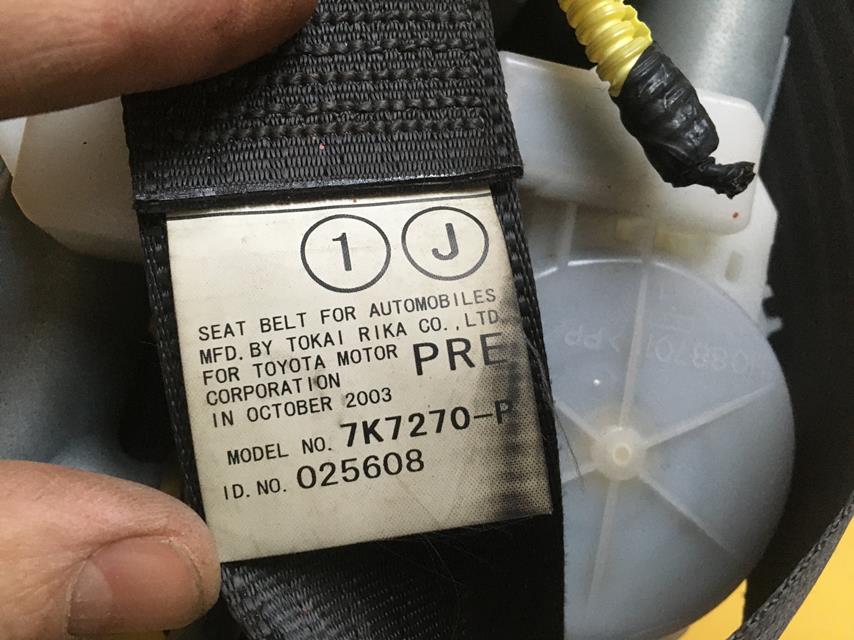 1 J
SEAT BELT FOR AUTOMOBILES
MFD. BY TOKAI RIKA CO., LTD
FOR TOYOTA MOTOR
CORPORATION
PRE
IN OCTOBER 2003
MODEL NO. 7K7270-P
ID. NO. 025608